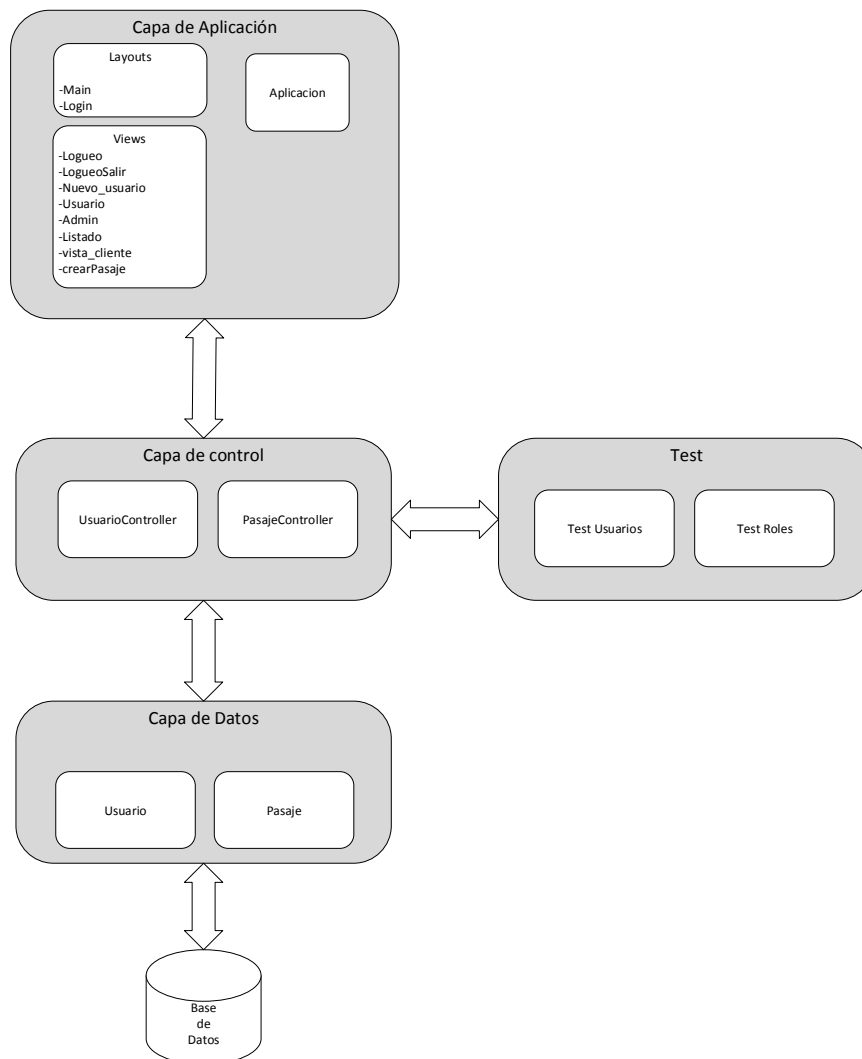 Capa de Aplicación
Layouts
-Main
-Login
Aplicacion
Views
-Logueo
-LogueoSalir
-Nuevo_usuario
-Usuario
-Admin
-Listado
-vista_cliente
-crearPasaje
Capa de control
UsuarioController
PasajeController
Test
Test Usuarios
Test Roles
Capa de Datos
Usuario
Pasaje
Base
de
Datos